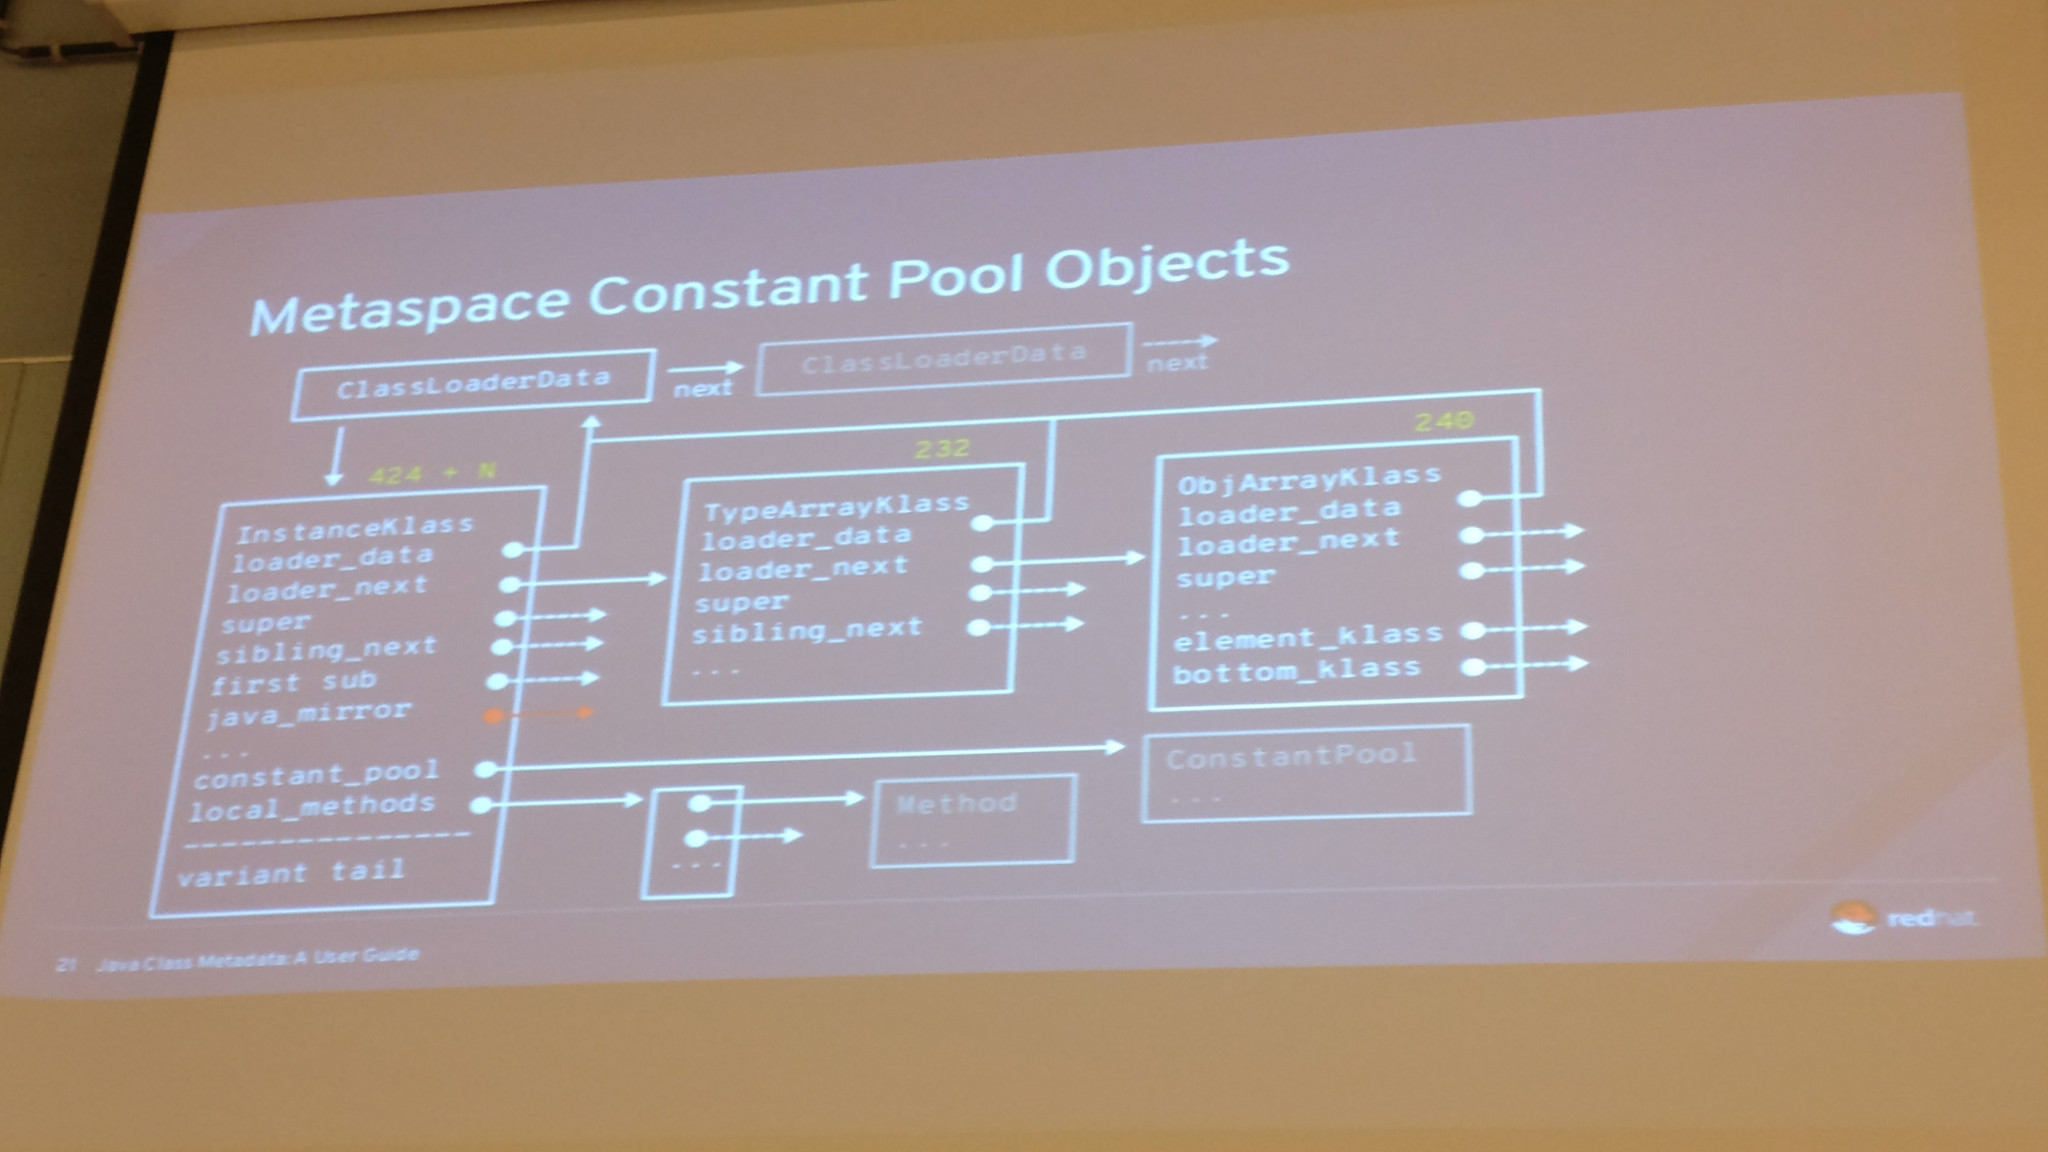 Metaspace Constant Pool Objects
ClassLoaderData
next
ClassLoaderData
next
424 + N
InstanceKlass
loader_data
loader_next
super
sibling_next
first sub
java_mirror
...
constant_pool
local_methods
---------------
variant tail
232
TypeArrayKlass
loader_data
loader_next
super
sibling_next
...
240
ObjArrayKlass
loader_data
loader_next
super
...
element_klass
bottom_klass
...
Method
...
ConstantPool
...
21 Java Class Metadata: A User Guide
redhat.